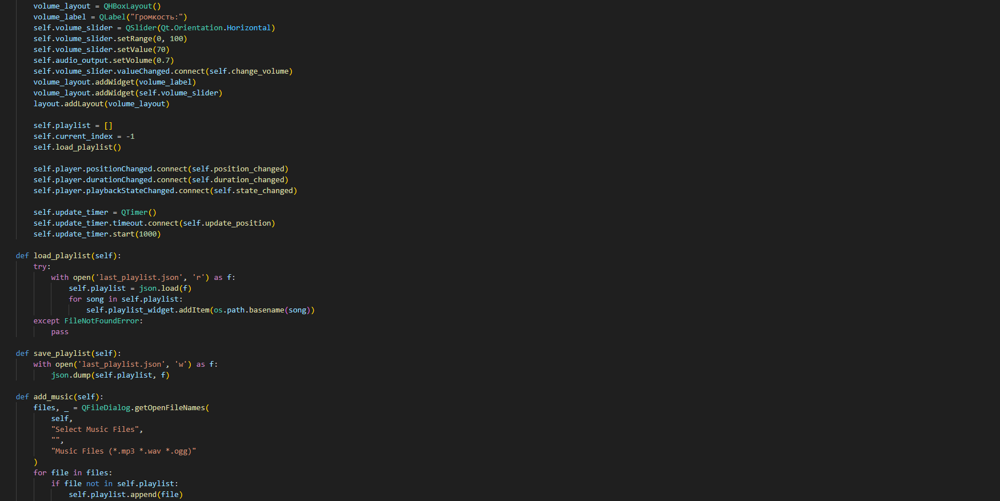 volume_layout = QHBoxLayout()
volume_label = QLabel("Громкость:")
self.volume_slider = QSlider(Qt.Orientation.Horizontal)
self.volume_slider.setRange(0, 100)
self.volume_slider.setValue(70)
self.audio_output.setVolume(0.7)
self.volume_slider.valueChanged.connect(self.change_volume)
volume_layout.addWidget(volume_label)
volume_layout.addWidget(self.volume_slider)
layout.addLayout(volume_layout)
self.playlist = []
self.current_index = -1
self.load_playlist()
self.player.positionChanged.connect(self.position_changed)
self.player.durationChanged.connect(self.duration_changed)
self.player.playbackStateChanged.connect(self.state_changed)
self.update_timer = QTimer()
self.update_timer.timeout.connect(self.update_position)
self.update_timer.start(1000)
def load_playlist(self):
try:
with open('last_playlist.json', 'r') as f:
self.playlist = json.load(f)
for song in self.playlist:
self.playlist_widget.addItem(os.path.basename(song))
except FileNotFoundError:
pass
def save_playlist(self):
with open('last_playlist.json', 'w') as f:
json.dump(self.playlist, f)
def add_music(self):
files, _ = QFileDialog.getOpenFileNames(
self,
"Select Music Files",
"",
"Music Files (*.mp3 *.wav *.ogg)"
)
for file in files:
if file not in self.playlist:
self.playlist.append(file)